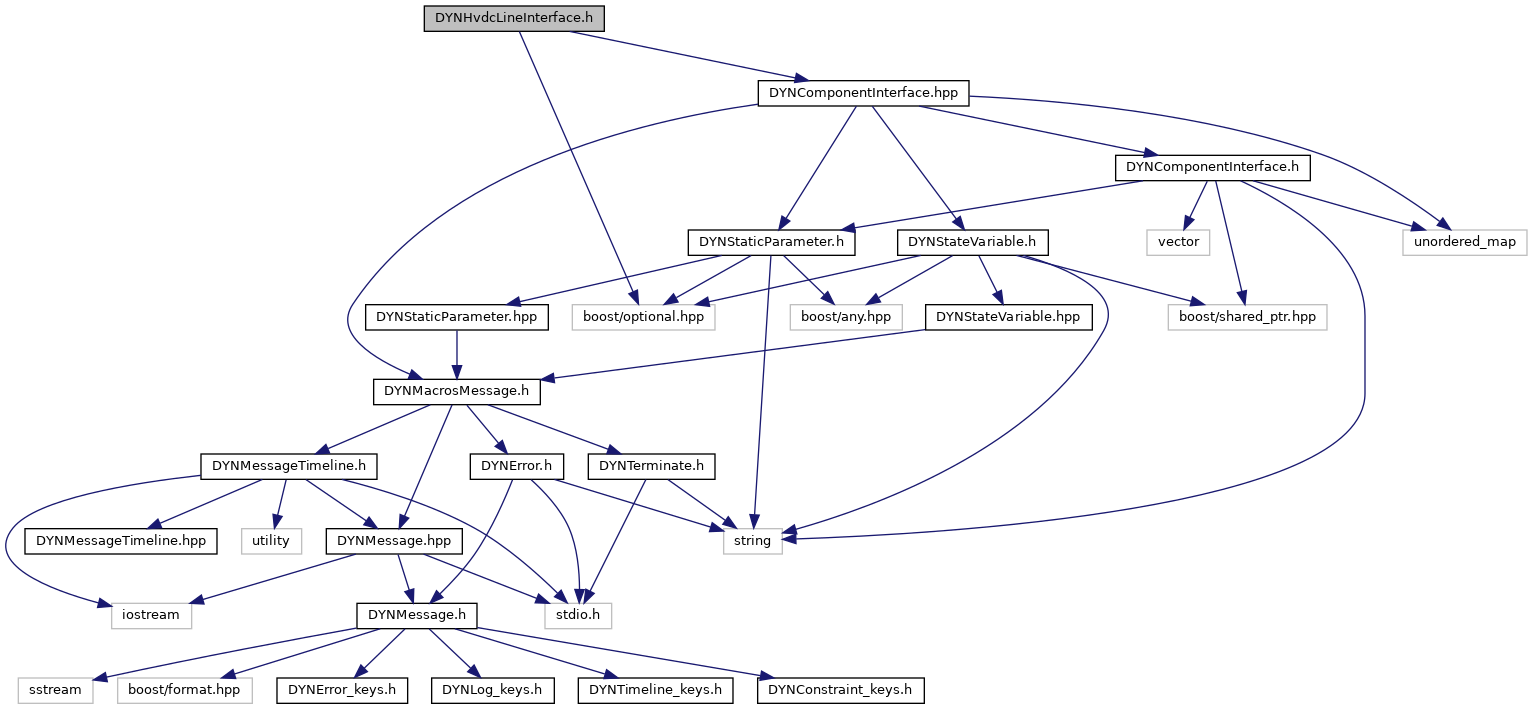 DYNHvdcLineInterface.h
DYNComponentInterface.hpp
DYNComponentInterface.h
DYNStaticParameter.h
DYNStateVariable.h
vector
unordered_map
DYNStaticParameter.hpp
boost/optional.hpp
boost/any.hpp
DYNStateVariable.hpp
boost/shared_ptr.hpp
DYNMacrosMessage.h
DYNMessageTimeline.h
DYNError.h
DYNTerminate.h
DYNMessageTimeline.hpp
utility
DYNMessage.hpp
string
iostream
DYNMessage.h
stdio.h
sstream
boost/format.hpp
DYNError_keys.h
DYNLog_keys.h
DYNTimeline_keys.h
DYNConstraint_keys.h